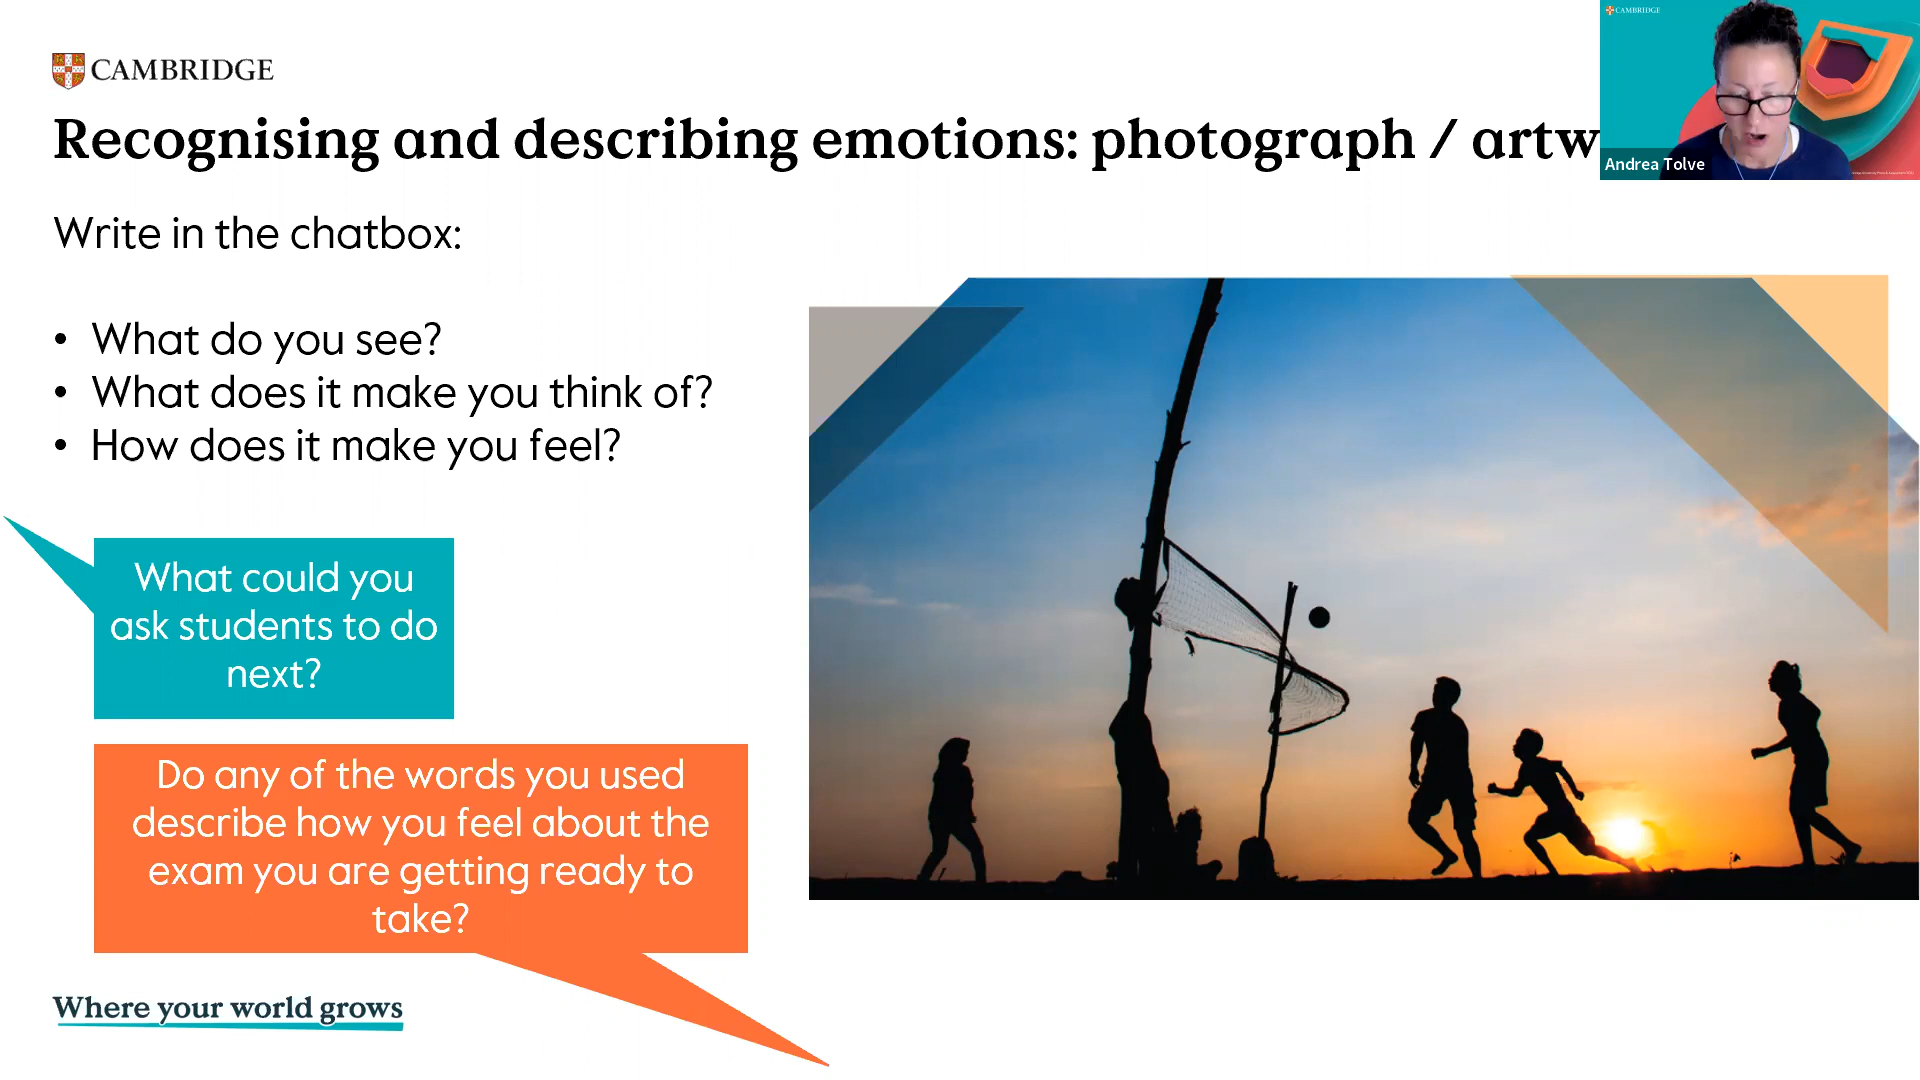 CAMBRIDGE
CAMBRIDGE
Recognising and describing emotions: photograph / artw
Andrea Tolve
Write in the chatbox:
• What do you see?
• What does it make you think of?
• How does it make you feel?
What could you
ask students to do
next?
Do any of the words you used
describe how you feel about the
exam you are getting ready to
take?
Where your world grows